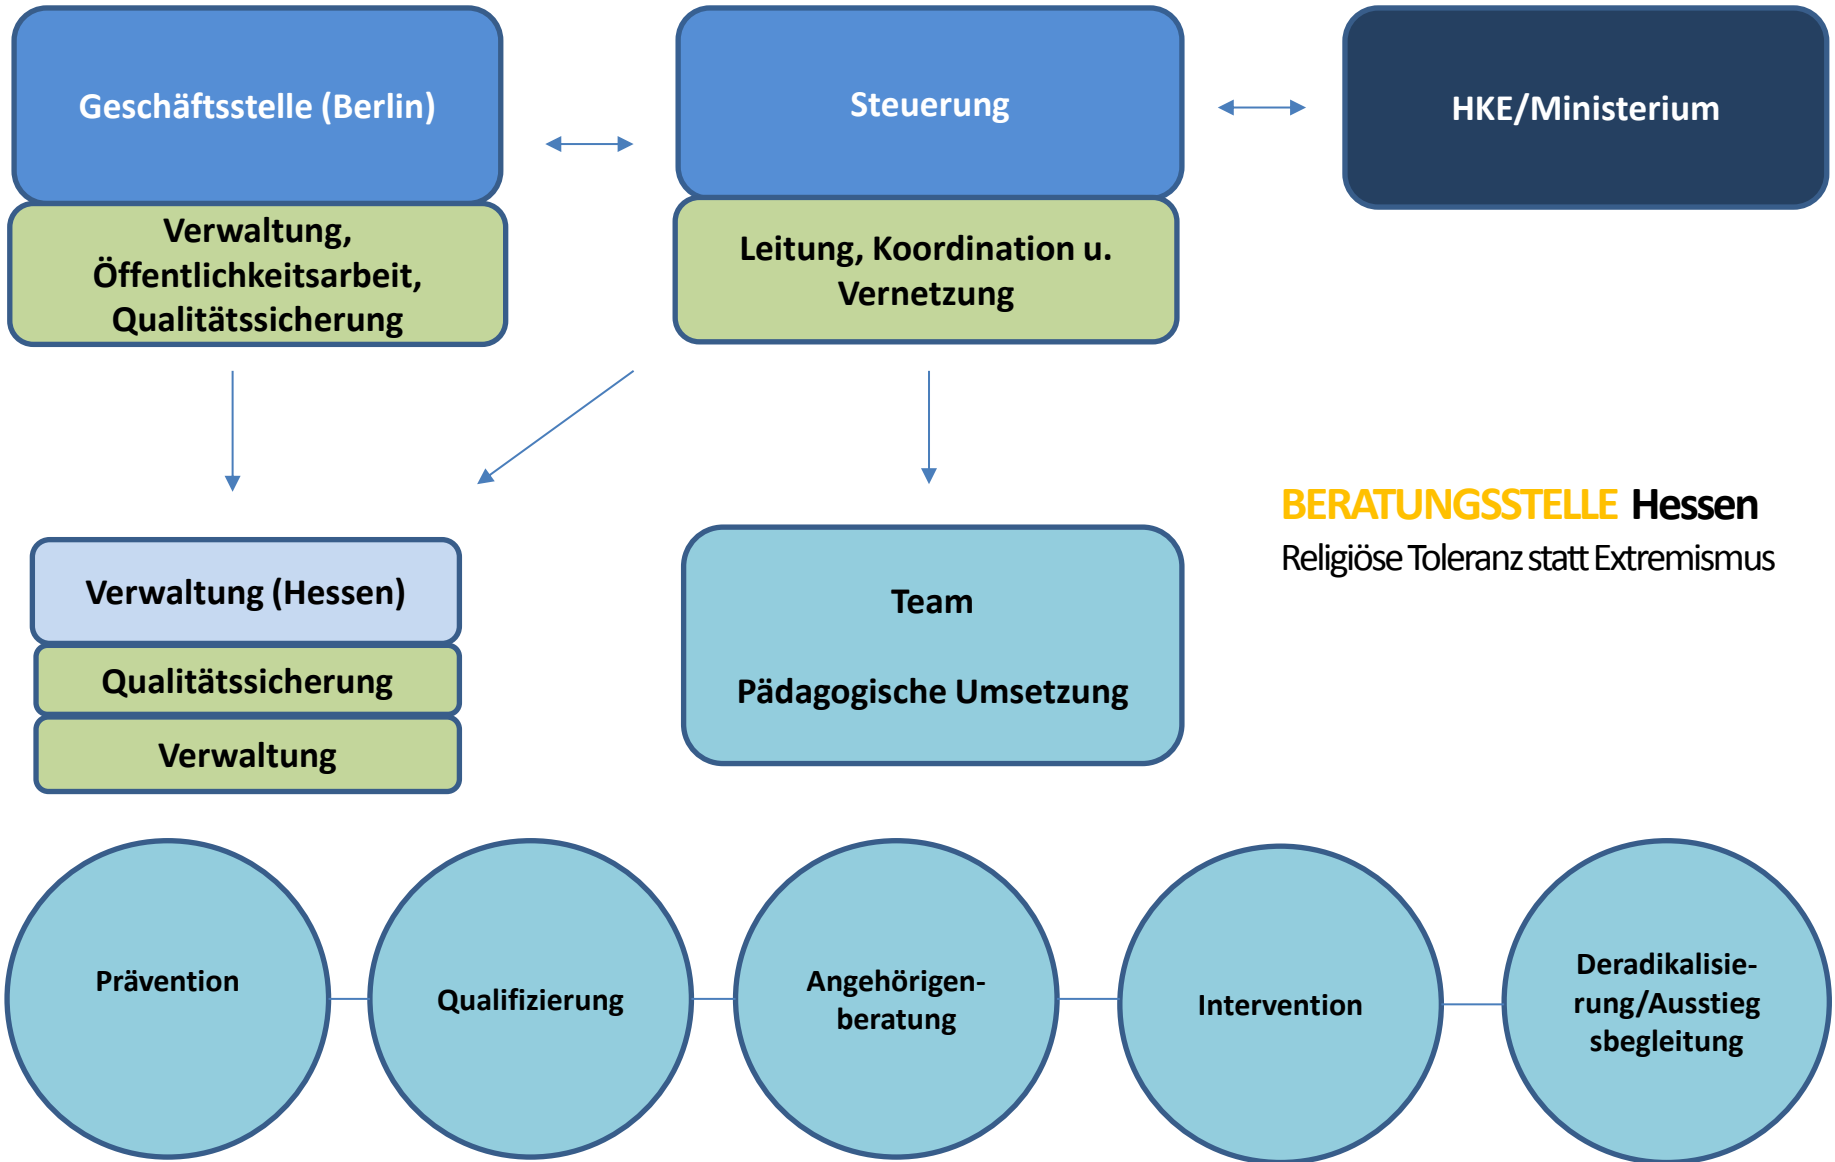 Geschäftsstelle (Berlin)
Steuerung
HKE/Ministerium
Verwaltung,
Öffentlichkeitsarbeit,
Qualitätssicherung
Leitung, Koordination u.
Vernetzung
BERATUNGSSTELLE Hessen
Religiöse Toleranz statt Extremismus
Verwaltung (Hessen)
Qualitätssicherung
Verwaltung
Team
Pädagogische Umsetzung
Prävention
Qualifizierung
Angehörigen-
beratung
Intervention
Deradikalisie-
rung/Ausstieg
sbegleitung